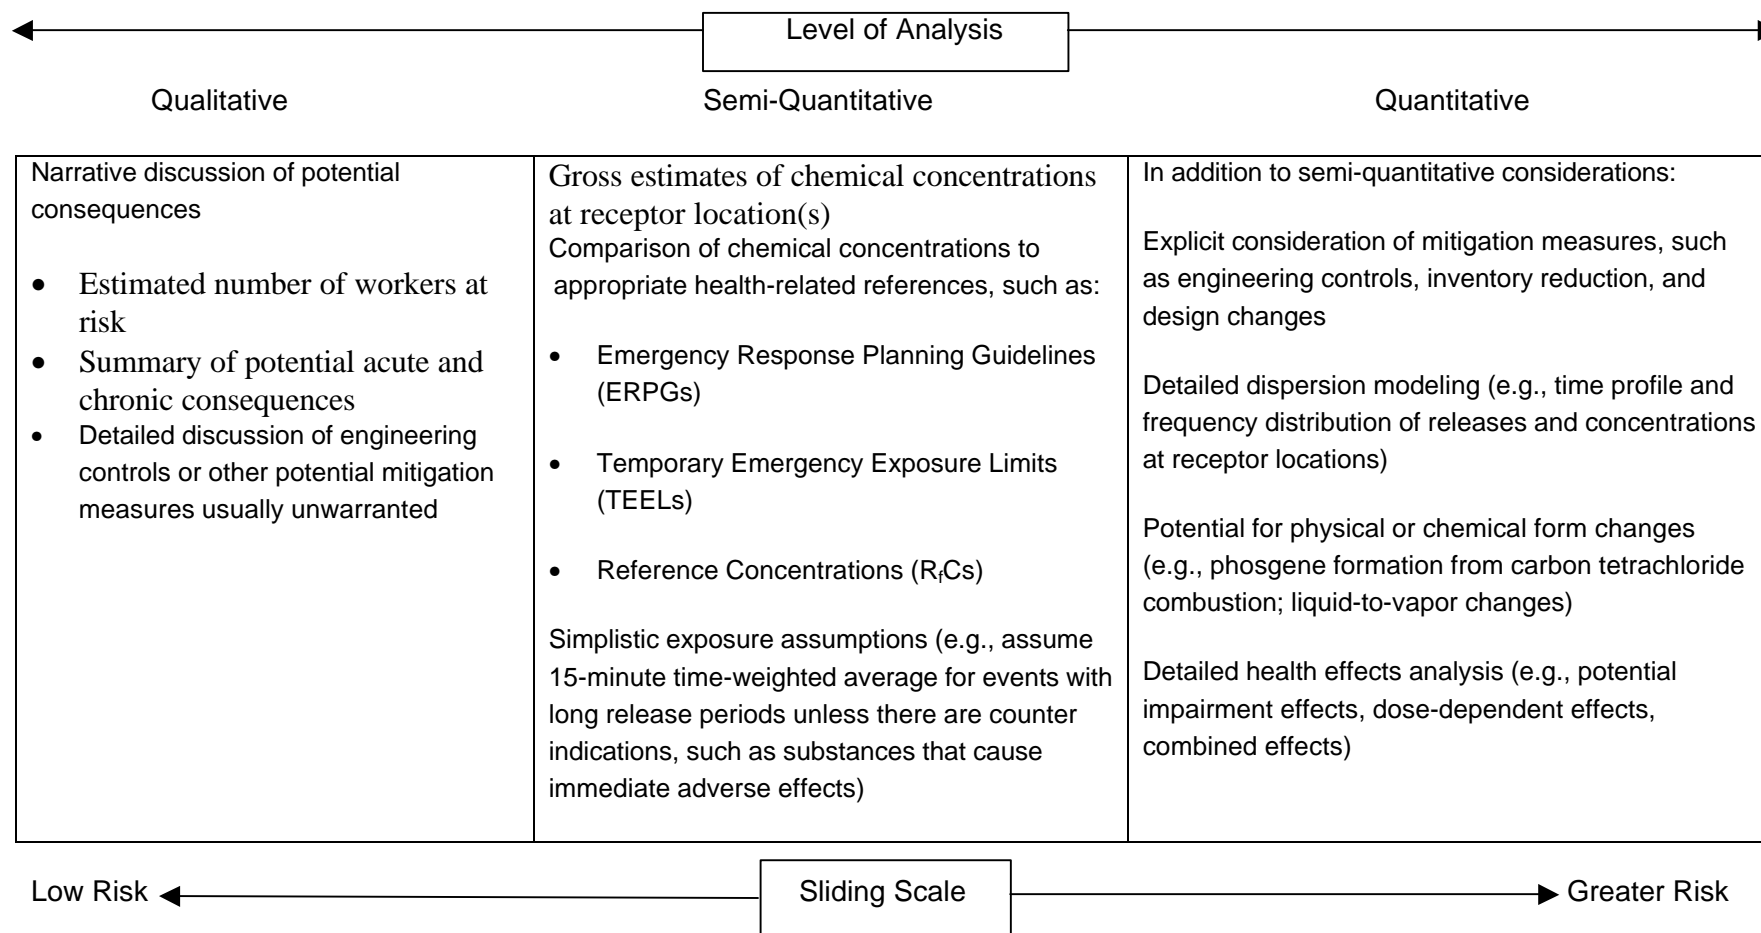 Level of Analysis
Qualitative
Semi-Quantitative
Quantitative
Narrative discussion of potential
consequences
• Estimated number of workers at
risk
• Summary of potential acute and
chronic consequences
• Detailed discussion of engineering
controls or other potential mitigation
measures usually unwarranted
Gross estimates of chemical concentrations
at receptor location(s)
Comparison of chemical concentrations to
appropriate health-related references, such as:
• Emergency Response Planning Guidelines
(ERPGs)
• Temporary Emergency Exposure Limits
(TEELs)
• Reference Concentrations (RfCs)
Simplistic exposure assumptions (e.g., assume
15-minute time-weighted average for events with
long release periods unless there are counter
indications, such as substances that cause
immediate adverse effects)
In addition to semi-quantitative considerations:
Explicit consideration of mitigation measures, such
as engineering controls, inventory reduction, and
design changes
Detailed dispersion modeling (e.g., time profile and
frequency distribution of releases and concentrations
at receptor locations)
Potential for physical or chemical form changes
(e.g., phosgene formation from carbon tetrachloride
combustion; liquid-to-vapor changes)
Detailed health effects analysis (e.g., potential
impairment effects, dose-dependent effects,
combined effects)
Low Risk
Sliding Scale
Greater Risk